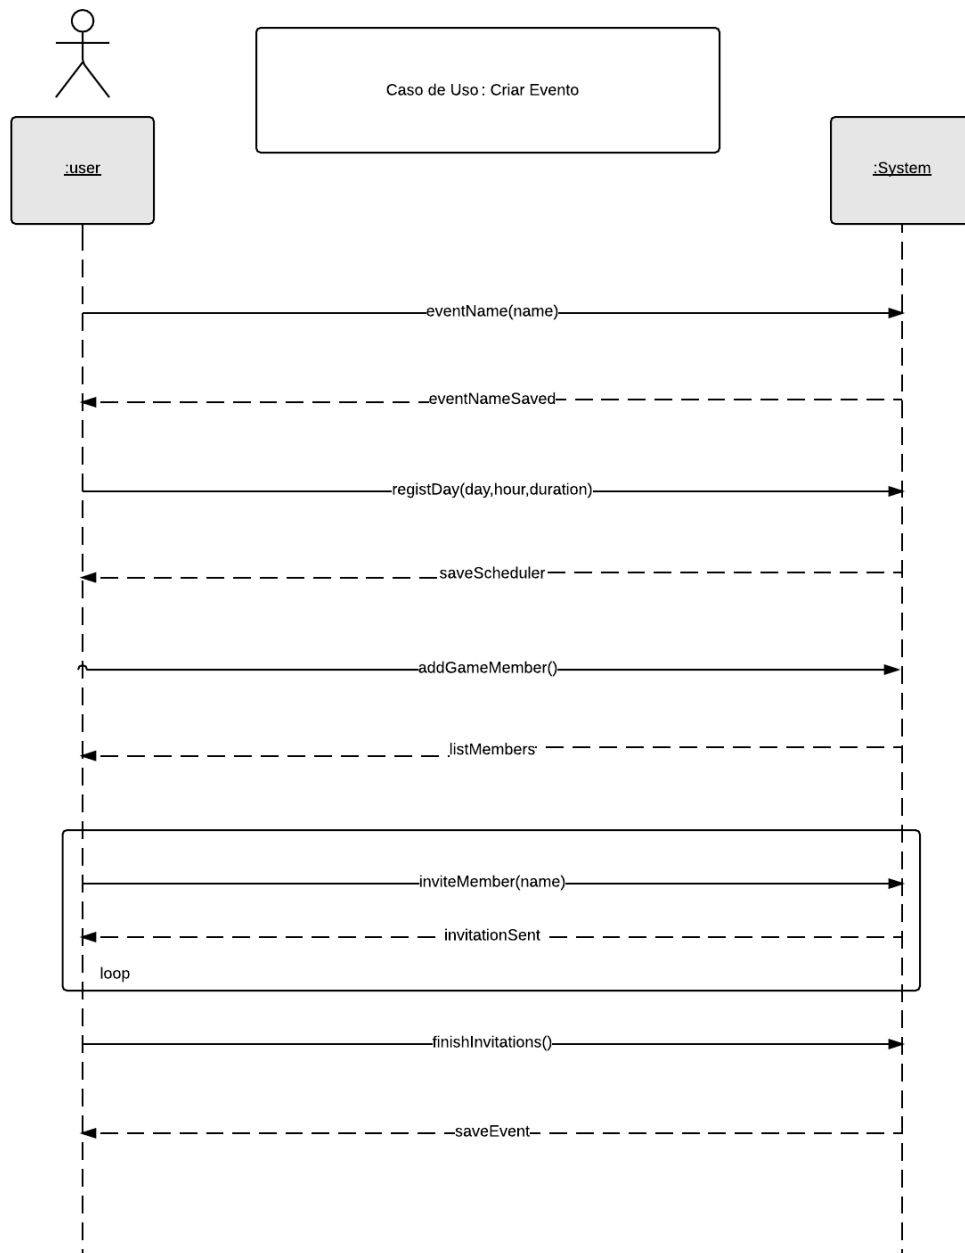 Caso de Uso : Criar Evento
:user
:System
eventName(name)
eventNameSaved
registDay(day,hour,duration)
saveScheduler
addGameMember()
listMembers
inviteMember(name)
invitationSent
loop
finishInvitations()
saveEvent